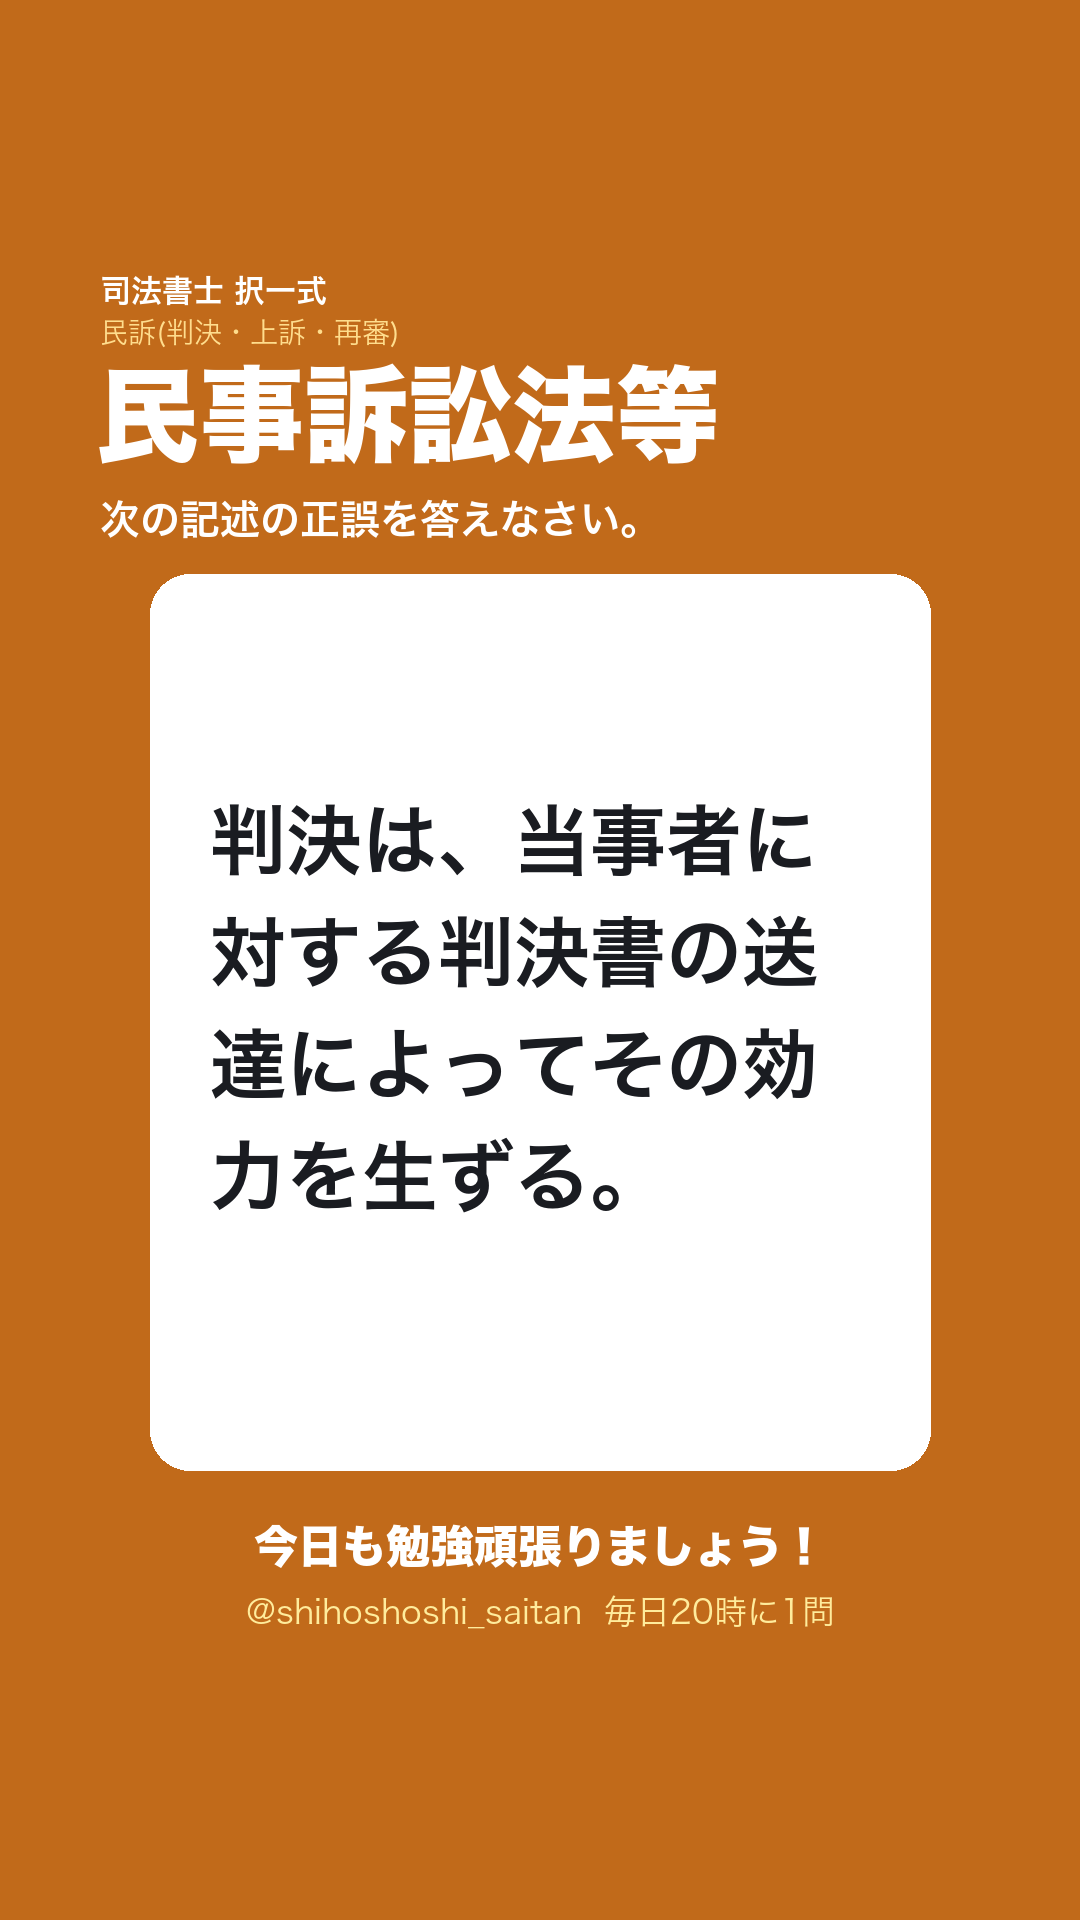 司法書士 択一式
民訴(判決・上訴・再審)
民事訴訟法等
次の記述の正誤を答えなさい。
判決は、当事者に
対する判決書の送
達によってその効
力を生ずる。
今日も勉強頑張りましょう！
@shihoshoshi_saitan 毎日20時に1問